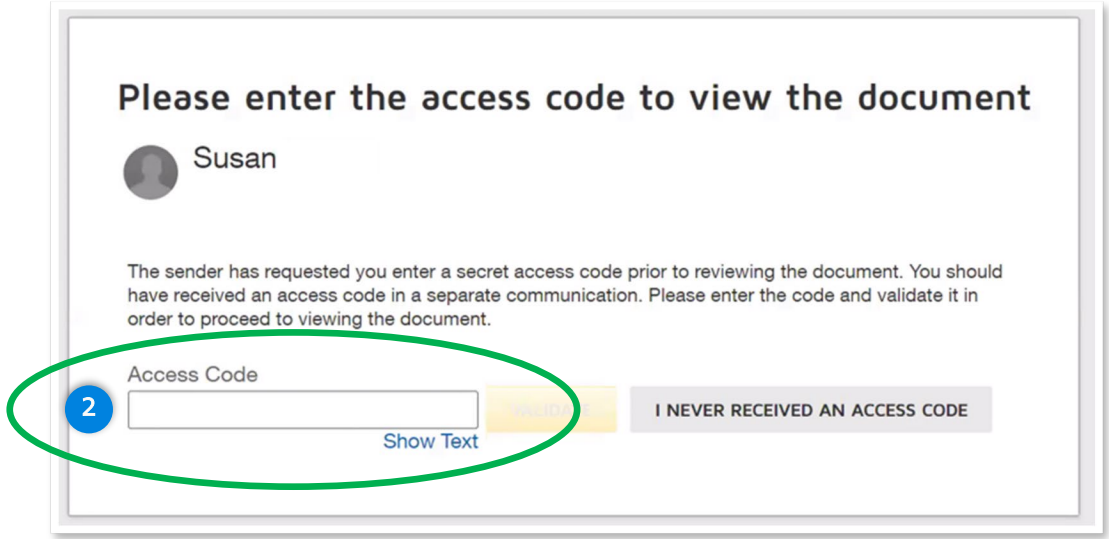 Please enter the access code to view the document
Susan
The sender has requested you enter a secret access code prior to reviewing the document. You should
have received an access code in a separate communication. Please enter the code and validate it in
order to proceed to viewing the document.
Access Code
2
VALIDATE
I NEVER RECEIVED AN ACCESS CODE
Show Text